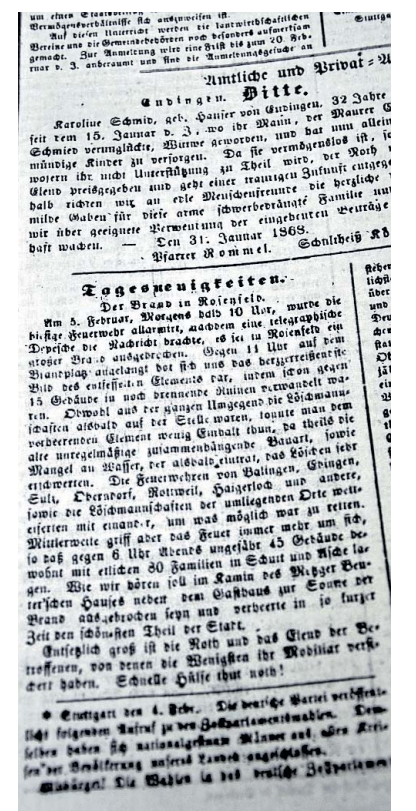 um etnen Staatsbeitrag
Vermögensverhältnisse sich auszuweisen ist.
Auf diesen Unterricht werden die landwirthschaftlichen
Vereine und die Gemeindebehörden noch besonders aufmerksam
gemacht. Zur Anmeldung wird eine Frist bis zum 20. Feb-
ruar d. J. anberaumt und sind die Anmeldungsgesuche an
Stuttga
Amtliche und Privat-A
Endingen. Bitte.
Karoline Schmid, geb. Hauser von Endingen, 32 Jahre
seit dem 15. Januar d. J., wo ihr Mann, der Maurer
Schmied verunglückte, Wittwe geworden, und hat nun allein
mündige Kinder zu versorgen. Da sie vermögenslos ist, so
wofern ihr nicht Unterstützung zu Theil wird, der Noth
Elend preisgegeben und geht einer traurigen Zukunft entgege
halb richten wir an edle Menschenfreunde die herzliche
milde Gaben für diese arme schwerbedrängte Familie
wir über geeignete Verwendung der eingehenden Beiträge
haft wachen. — Den 31. Januar 1868.
Pfarrer Rommel. Schultheiß
Tagesneuigkeiten.
Der Brand in Rosenfeld.
Am 5. Februar, Morgens halb 10 Uhr, wurde die
hiesige Feuerwehr allarmirt, nachdem eine telegraphische
Depesche die Nachricht brachte, es sei in Rosenfeld ein
großer Brand ausgebrochen. Gegen 11 Uhr auf dem
Brandplatz angelangt bot sich uns das herzzerreißendste
Bild des entfesselten Elements dar, indem schon gegen
15 Gebäude in noch brennende Ruinen verwandelt wa-
ren. Obwohl aus der ganzen Umgegend die Löschmann-
schaften alsbald auf der Stelle waren, konnte man dem
verheerenden Element wenig Einhalt thun, da theils die
alte unregelmäßige zusammenhängende Bauart, sowie
Mangel an Wasser, der alsbald eintrat, das Löschen sehr
erschwerten. Die Feuerwehren von Balingen, Ebingen,
Sulz, Oberndorf, Rottweil, Haigerloch und andere,
sowie die Löschmannschaften der umliegenden Orte wett-
eiferten mit einander, um was möglich war zu retten.
Mittlerweile griff aber das Feuer immer mehr um sich,
so daß gegen 6 Uhr Abends ungefähr 45 Gebäude be-
wohnt mit etlichen 80 Familien in Schutt und Asche la-
gen. Wie wir hören soll im Kamin des Metzger Beu-
ter'schen Hauses neben dem Gasthaus zur Sonne der
Brand ausgebrochen seyn und verheerte in so kurzer
Zeit den schönsten Theil der Stadt.
Entsetzlich groß ist die Noth und das Elend der Be-
troffenen, von denen die Wenigsten ihr Mobiliar versi-
chert haben. Schnelle Hülfe thut noth!
* Stuttgart den 4. Febr. Die deutsche Partei veröffent-
licht folgenden Aufruf zu den Zollparlamentswahlen. Dem-
selben haben sich nationalgesinnte Männer aus allen Krei-
sen der Bevölkerung unseres Landes angeschlossen.
Mitbürger! Die Wahlen in das deutsche Zollparlament